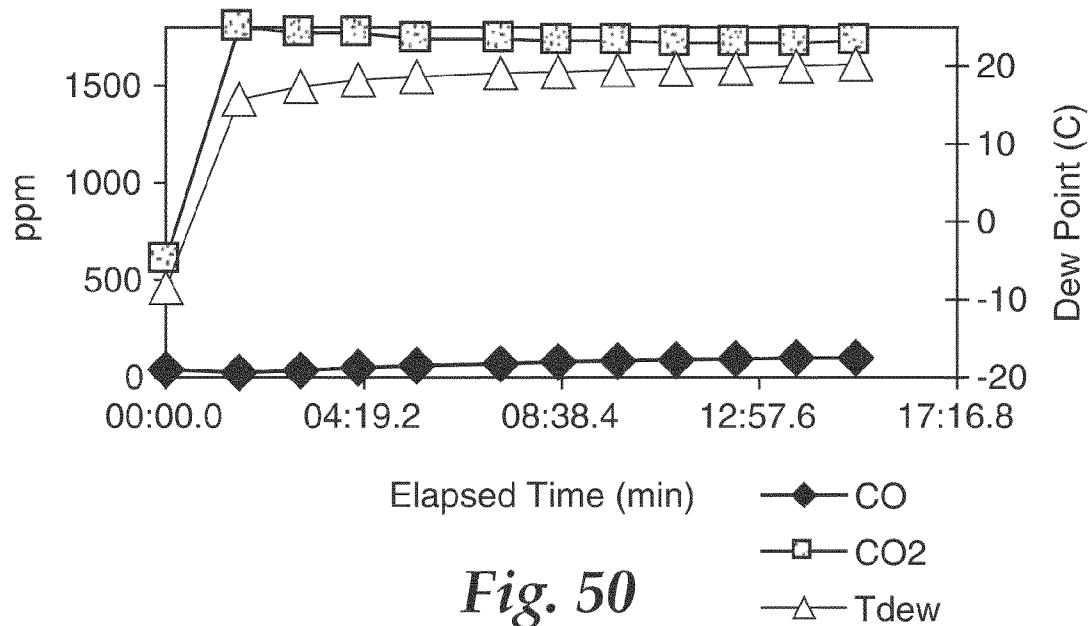 1500
1000
500
0
ppm
20
10
0
-10
-20
Dew Point (C)
00:00.0 04:19.2 08:38.4 12:57.6 17:16.8
Elapsed Time (min)
CO
CO2
Tdew
Fig. 50